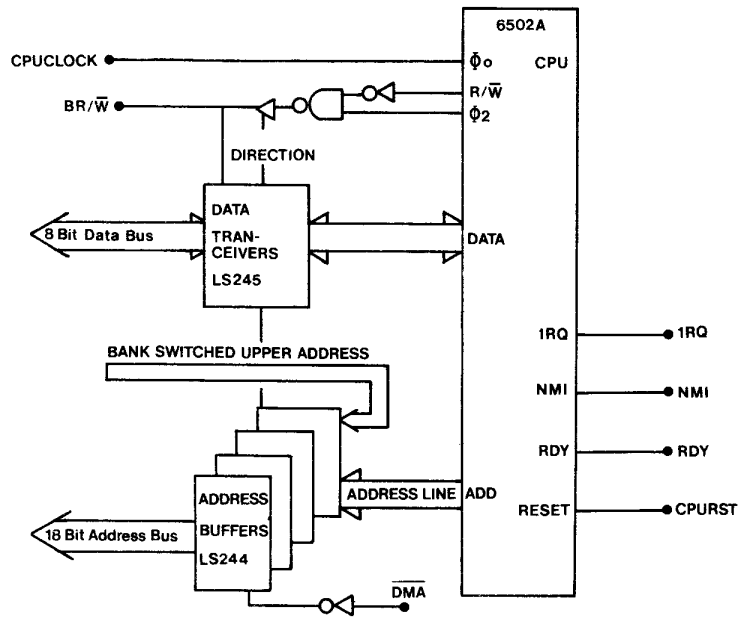 6502A
CPUCLOCK
Φo
CPU
BR/W̅
R/W̅
Φ2
DIRECTION
DATA
TRAN-
CEIVERS
LS245
8 Bit Data Bus
DATA
1RQ
1RQ
BANK SWITCHED UPPER ADDRESS
NMI
NMI
RDY
RDY
ADDRESS
BUFFERS
LS244
ADDRESS LINE
ADD
RESET
CPURST
18 Bit Address Bus
D̅M̅A̅